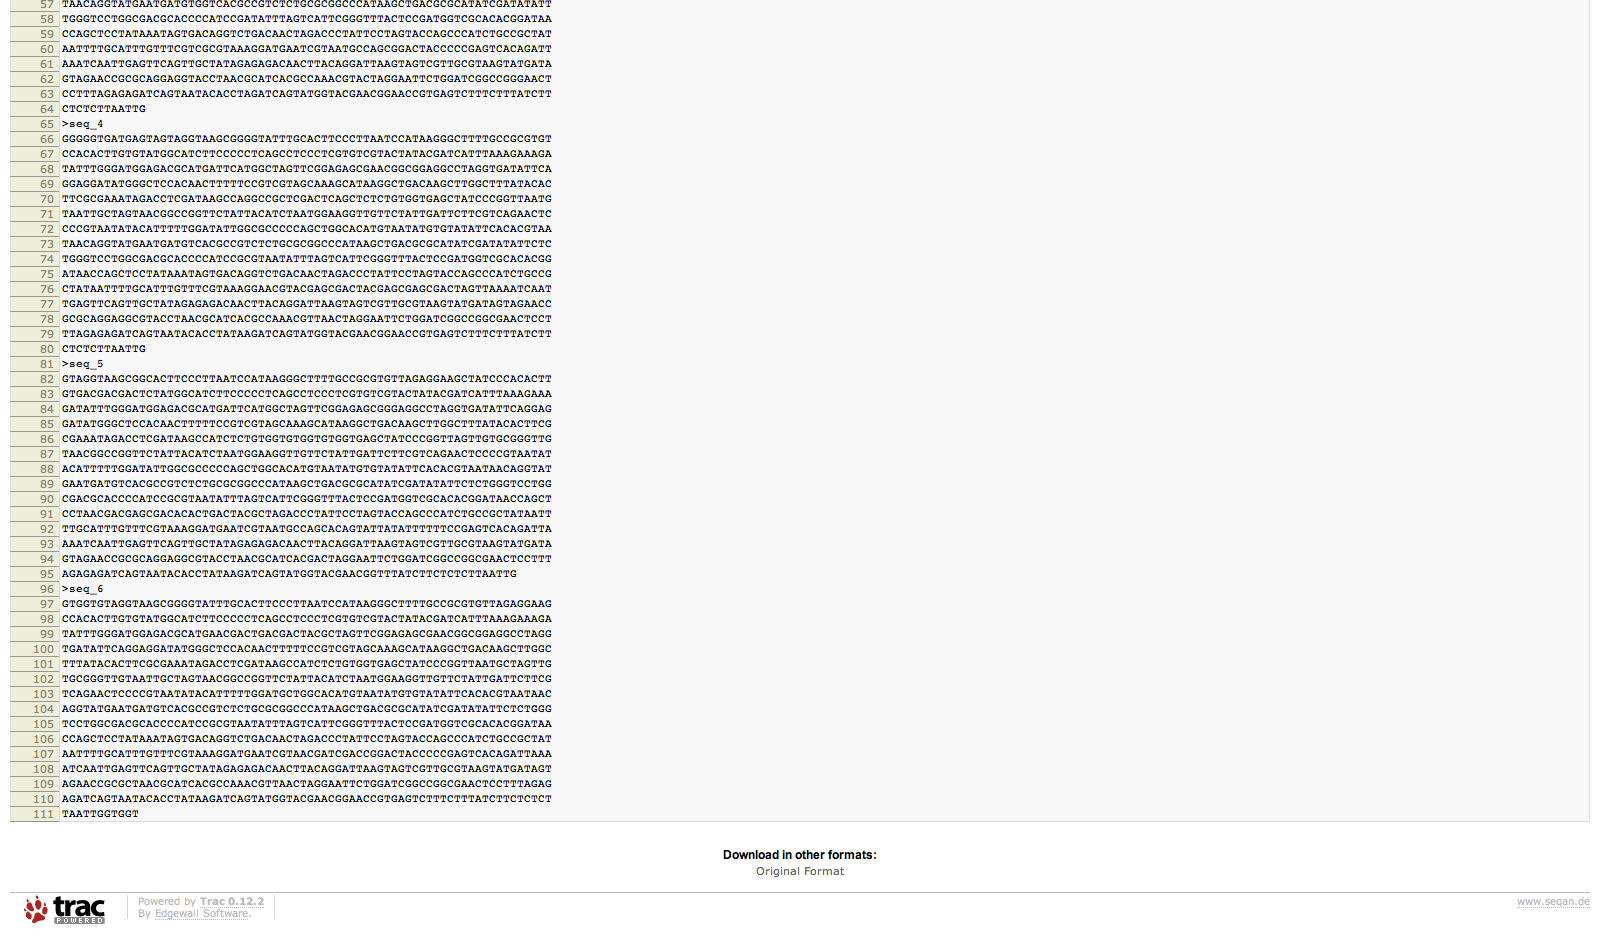 57 TAACAGGTATGAATGATGTGGTCACGCCGTCTCTGCGCGGCCCATAAGCTGACGCGCATATCGATATATT
58 TGGGTCCTGGCGACGCACCCCATCCGATATTTAGTCATTCGGGTTTACTCCGATGGTCGCACACGGATAA
59 CCAGCTCCTATAAATAGTGACAGGTCTGACAACTAGACCCTATTCCTAGTACCAGCCCATCTGCCGCTAT
60 AATTTTGCATTTGTTTCGTCGCGTAAAGGATGAATCGTAATGCCAGCGGACTACCCCCGAGTCACAGATT
61 AAATCAATTGAGTTCAGTTGCTATAGAGAGACAACTTACAGGATTAAGTAGTCGTTGCGTAAGTATGATA
62 GTAGAACCGCGCAGGAGGTACCTAACGCATCACGCCAAACGTACTAGGAATTCTGGATCGGCCGGGAACT
63 CCTTTAGAGAGATCAGTAATACACCTAGATCAGTATGGTACGAACGGAACCGTGAGTCTTTCTTTATCTT
64 CTCTCTTAATTG
65 >seq_4
66 GGGGGTGATGAGTAGTAGGTAAGCGGGGTATTTGCACTTCCCTTAATCCATAAGGGCTTTTGCCGCGTGT
67 CCACACTTGTGTATGGCATCTTCCCCCTCAGCCTCCCTCGTGTCGTACTATACGATCATTTAAAGAAAGA
68 TATTTGGGATGGAGACGCATGATTCATGGCTAGTTCGGAGAGCGAACGGCGGAGGCCTAGGTGATATTCA
69 GGAGGATATGGGCTCCACAACTTTTTCCGTCGTAGCAAAGCATAAGGCTGACAAGCTTGGCTTTATACAC
70 TTCGCGAAATAGACCTCGATAAGCCAGGCCGCTCGACTCAGCTCTCTGTGGTGAGCTATCCCGGTTAATG
71 TAATTGCTAGTAACGGCCGGTTCTATTACATCTAATGGAAGGTTGTTCTATTGATTCTTCGTCAGAACTC
72 CCCGTAATATACATTTTTGGATATTGGCGCCCCCAGCTGGCACATGTAATATGTGTATATTCACACGTAA
73 TAACAGGTATGAATGATGTCACGCCGTCTCTGCGCGGCCCATAAGCTGACGCGCATATCGATATATTCTC
74 TGGGTCCTGGCGACGCACCCCATCCGCGTAATATTTAGTCATTCGGGTTTACTCCGATGGTCGCACACGG
75 ATAACCAGCTCCTATAAATAGTGACAGGTCTGACAACTAGACCCTATTCCTAGTACCAGCCCATCTGCCG
76 CTATAATTTTGCATTTGTTTCGTAAAGGAACGTACGAGCGACTACGAGCGAGCGACTAGTTAAAATCAAT
77 TGAGTTCAGTTGCTATAGAGAGACAACTTACAGGATTAAGTAGTCGTTGCGTAAGTATGATAGTAGAACC
78 GCGCAGGAGGCGTACCTAACGCATCACGCCAAACGTTAACTAGGAATTCTGGATCGGCCGGCGAACTCCT
79 TTAGAGAGATCAGTAATACACCTATAAGATCAGTATGGTACGAACGGAACCGTGAGTCTTTCTTTATCTT
80 CTCTCTTAATTG
81 >seq_5
82 GTAGGTAAGCGGCACTTCCCTTAATCCATAAGGGCTTTTGCCGCGTGTTAGAGGAAGCTATCCCACACTT
83 GTGACGACGACTCTATGGCATCTTCCCCCTCAGCCTCCCTCGTGTCGTACTATACGATCATTTAAAGAAA
84 GATATTTGGGATGGAGACGCATGATTCATGGCTAGTTCGGAGAGCGGGAGGCCTAGGTGATATTCAGGAG
85 GATATGGGCTCCACAACTTTTTCCGTCGTAGCAAAGCATAAGGCTGACAAGCTTGGCTTTATACACTTCG
86 CGAAATAGACCTCGATAAGCCATCTCTGTGGTGTGGTGTGGTGAGCTATCCCGGTTAGTTGTGCGGGTTG
87 TAACGGCCGGTTCTATTACATCTAATGGAAGGTTGTTCTATTGATTCTTCGTCAGAACTCCCCGTAATAT
88 ACATTTTTGGATATTGGCGCCCCCAGCTGGCACATGTAATATGTGTATATTCACACGTAATAACAGGTAT
89 GAATGATGTCACGCCGTCTCTGCGCGGCCCATAAGCTGACGCGCATATCGATATATTCTCTGGGTCCTGG
90 CGACGCACCCCATCCGCGTAATATTTAGTCATTCGGGTTTACTCCGATGGTCGCACACGGATAACCAGCT
91 CCTAACGACGAGCGACACACTGACTACGCTAGACCCTATTCCTAGTACCAGCCCATCTGCCGCTATAATT
92 TTGCATTTGTTTCGTAAAGGATGAATCGTAATGCCAGCACAGTATTATATTTTTTCCGAGTCACAGATTA
93 AAATCAATTGAGTTCAGTTGCTATAGAGAGACAACTTACAGGATTAAGTAGTCGTTGCGTAAGTATGATA
94 GTAGAACCGCGCAGGAGGCGTACCTAACGCATCACGACTAGGAATTCTGGATCGGCCGGCGAACTCCTTT
95 AGAGAGATCAGTAATACACCTATAAGATCAGTATGGTACGAACGGTTTATCTTCTCTCTTAATTG
96 >seq_6
97 GTGGTGTAGGTAAGCGGGGTATTTGCACTTCCCTTAATCCATAAGGGCTTTTGCCGCGTGTTAGAGGAAG
98 CCACACTTGTGTATGGCATCTTCCCCCTCAGCCTCCCTCGTGTCGTACTATACGATCATTTAAAGAAAGA
99 TATTTGGGATGGAGACGCATGAACGACTGACGACTACGCTAGTTCGGAGAGCGAACGGCGGAGGCCTAGG
100 TGATATTCAGGAGGATATGGGCTCCACAACTTTTTCCGTCGTAGCAAAGCATAAGGCTGACAAGCTTGGC
101 TTTATACACTTCGCGAAATAGACCTCGATAAGCCATCTCTGTGGTGAGCTATCCCGGTTAATGCTAGTTG
102 TGCGGGTTGTAATTGCTAGTAACGGCCGGTTCTATTACATCTAATGGAAGGTTGTTCTATTGATTCTTCG
103 TCAGAACTCCCCGTAATATACATTTTTGGATGCTGGCACATGTAATATGTGTATATTCACACGTAATAAC
104 AGGTATGAATGATGTCACGCCGTCTCTGCGCGGCCCATAAGCTGACGCGCATATCGATATATTCTCTGGG
105 TCCTGGCGACGCACCCCATCCGCGTAATATTTAGTCATTCGGGTTTACTCCGATGGTCGCACACGGATAA
106 CCAGCTCCTATAAATAGTGACAGGTCTGACAACTAGACCCTATTCCTAGTACCAGCCCATCTGCCGCTAT
107 AATTTTGCATTTGTTTCGTAAAGGATGAATCGTAACGATCGACCGGACTACCCCCGAGTCACAGATTAAA
108 ATCAATTGAGTTCAGTTGCTATAGAGAGACAACTTACAGGATTAAGTAGTCGTTGCGTAAGTATGATAGT
109 AGAACCGCGCTAACGCATCACGCCAAACGTTAACTAGGAATTCTGGATCGGCCGGCGAACTCCTTTAGAG
110 AGATCAGTAATACACCTATAAGATCAGTATGGTACGAACGGAACCGTGAGTCTTTCTTTATCTTCTCTCT
111 TAATTGGTGGT
Download in other formats:
Original Format
trac POWERED
Powered by Trac 0.12.2
By Edgewall Software.
www.seqan.de